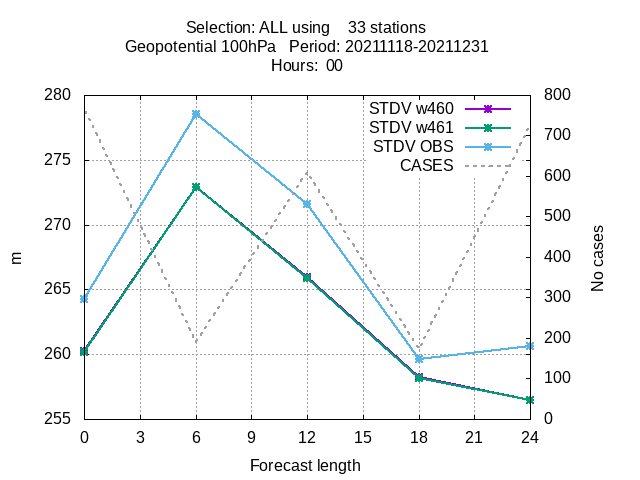 Selection: ALL using 33 stations
Geopotential 100hPa Period: 20211118-20211231
Hours: 00
280 800
STDV w460
STDV w461
STDV OBS
CASES
700
275
600
270
500
m
No cases
400
265
300
260
200
100
255 0
0 3 6 9 12 15 18 21 24
Forecast length